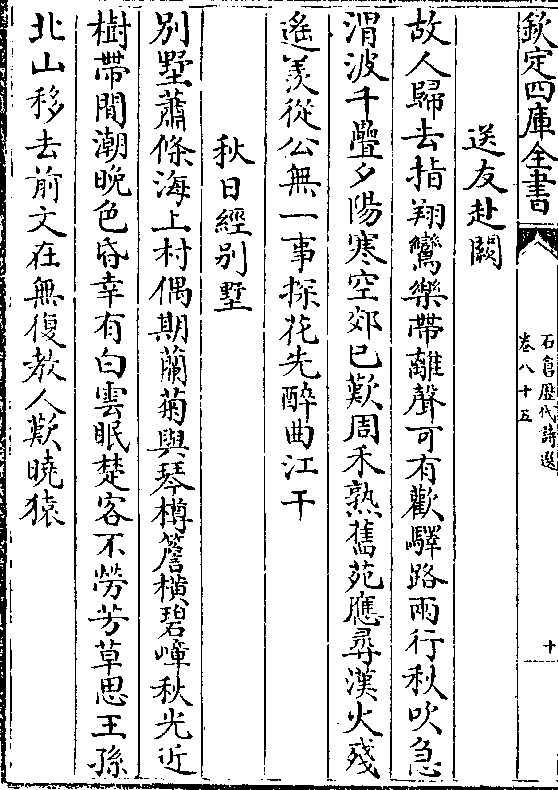 欽定四庫全書
石倉歷代詩選
卷八十五
十
送友赴闕
故人歸去指翔鸞樂帶離聲可有歡驛路雨行秋吹急
渭波千疊夕陽寒空郊已歎周禾熟舊苑應尋漢火殘
遙羡從公無一事探花先醉曲江干
秋日經别墅
别墅蕭條海上村偶期蘭菊與琴樽簷橫碧嶂秋光近
樹帶閒潮晚色昏幸有白雲眠楚客不勞芳草思王孫
北山移去前文在無復教人歎曉猿